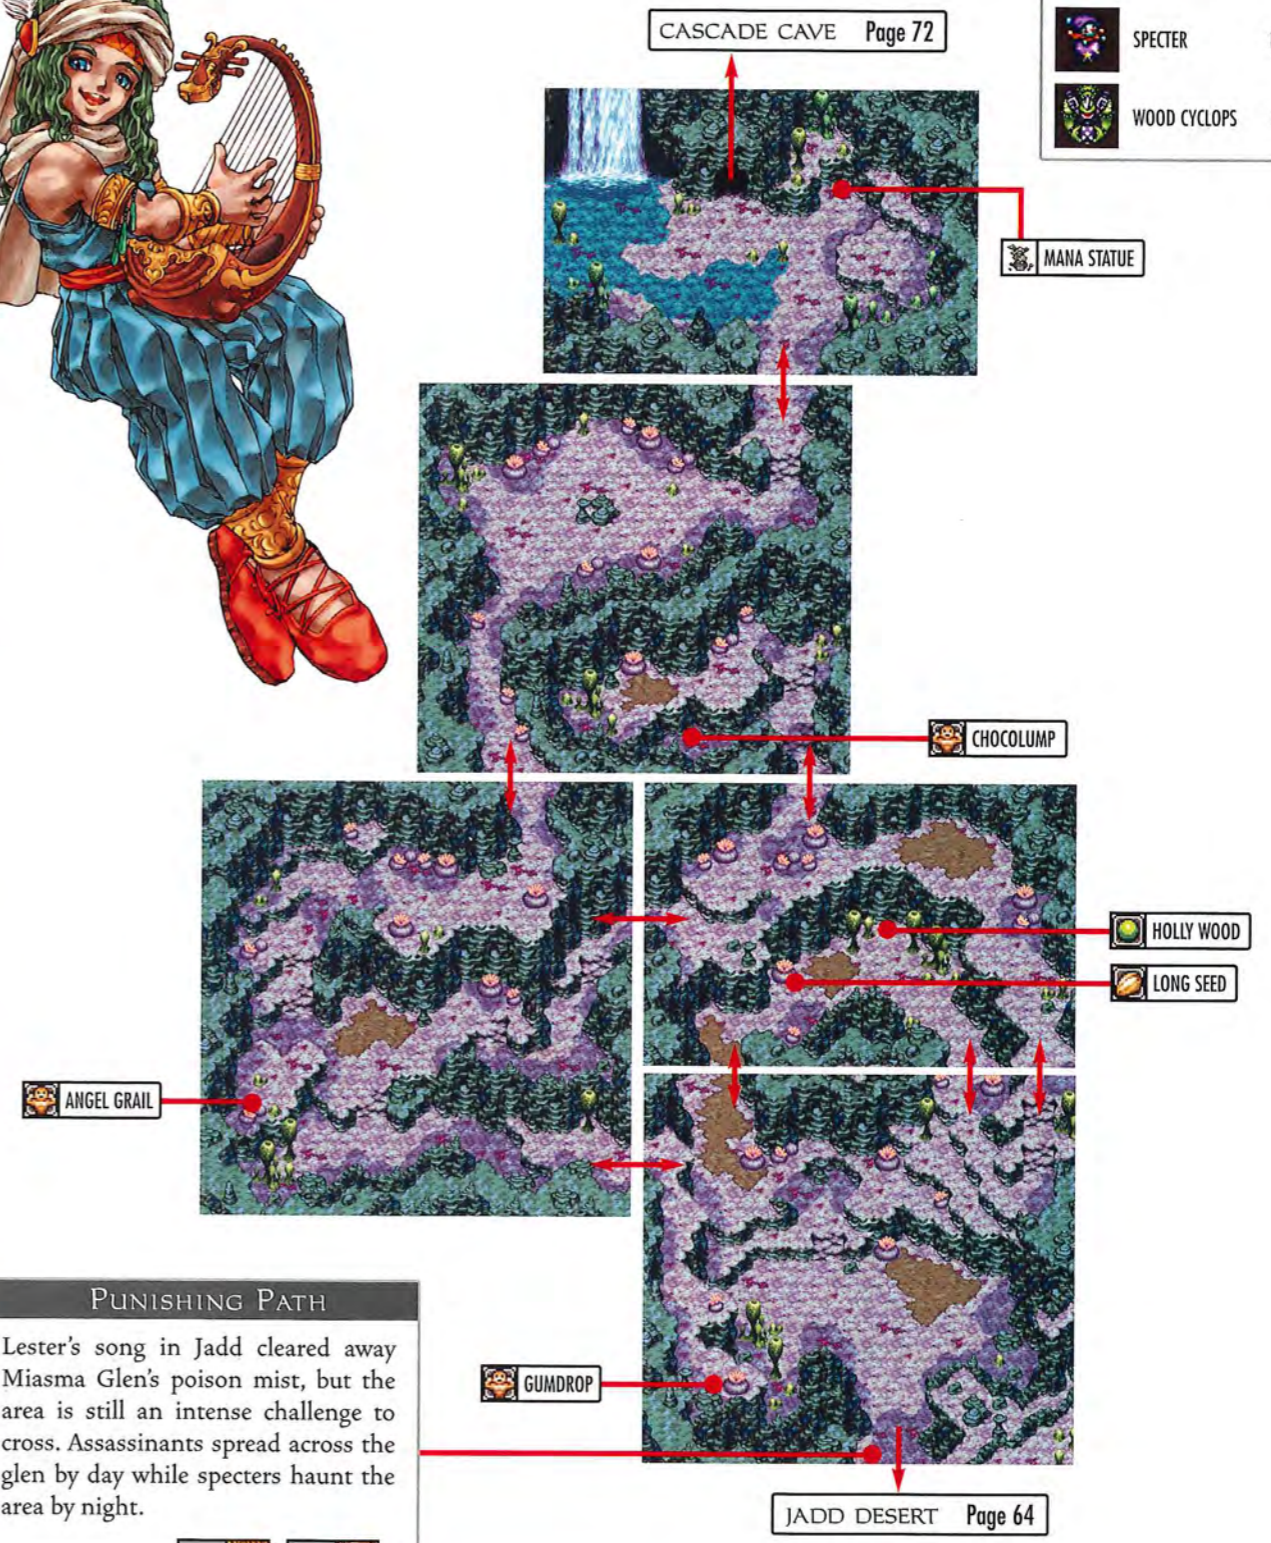 CASCADE CAVE Page 72
SPECTER
WOOD CYCLOPS
MANA STATUE
CHOCOLUMP
HOLLY WOOD
LONG SEED
ANGEL GRAIL
PUNISHING PATH
Lester's song in Jadd cleared away
Miasma Glen's poison mist, but the
area is still an intense challenge to
cross. Assassinants spread across the
glen by day while specters haunt the
area by night.
GUMDROP
JADD DESERT Page 64